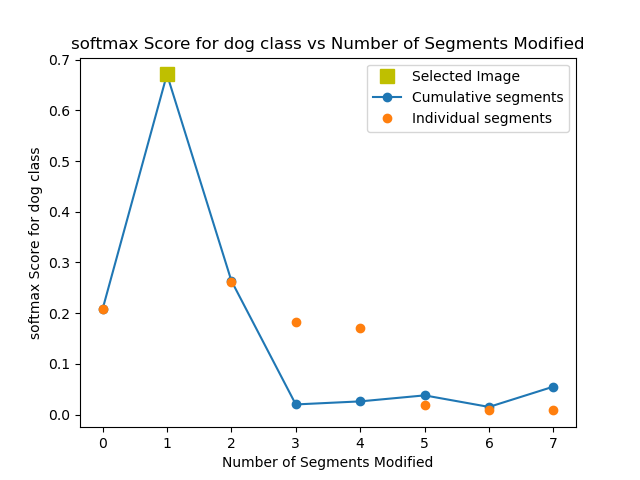 softmax Score for dog class vs Number of Segments Modified
Selected Image
Cumulative segments
Individual segments
softmax Score for dog class
0.7
0.6
0.5
0.4
0.3
0.2
0.1
0.0
0 1 2 3 4 5 6 7
Number of Segments Modified